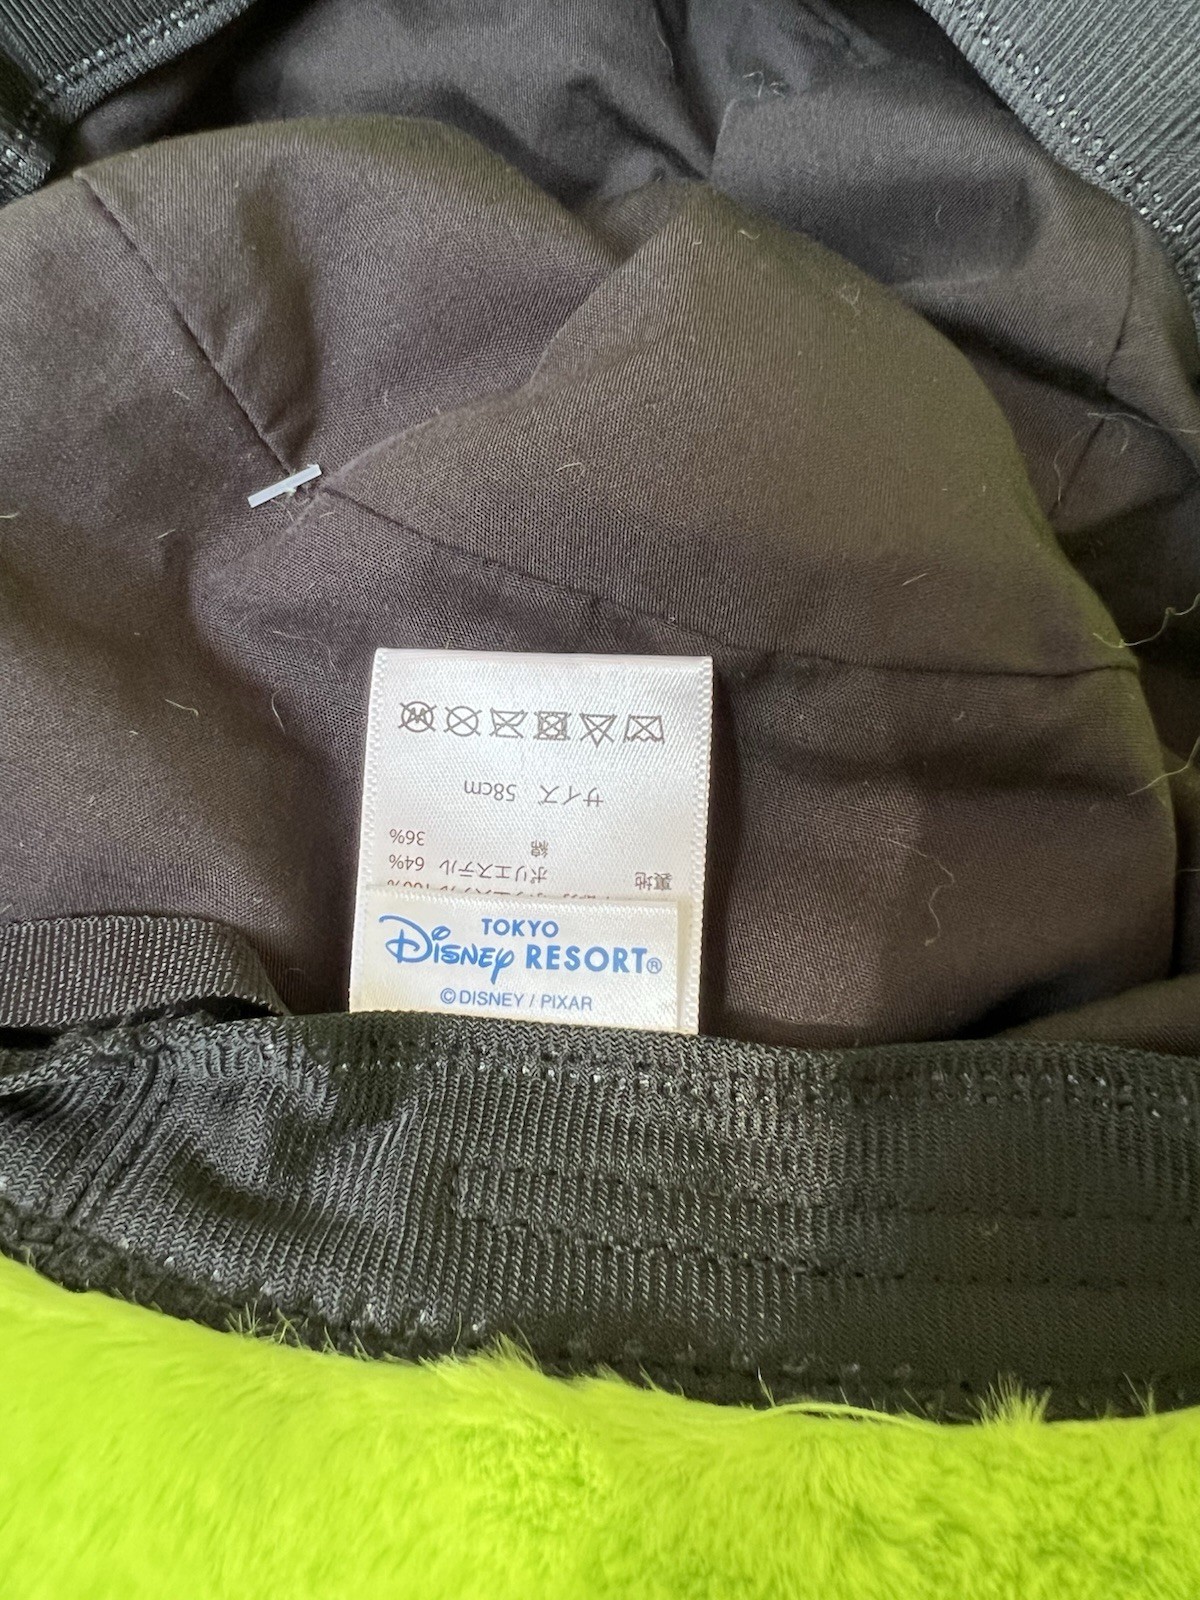 TOKYO
Disney RESORT®
© DISNEY / PIXAR
裏地 ポリエステル 64%
綿 36%
サイズ 58cm